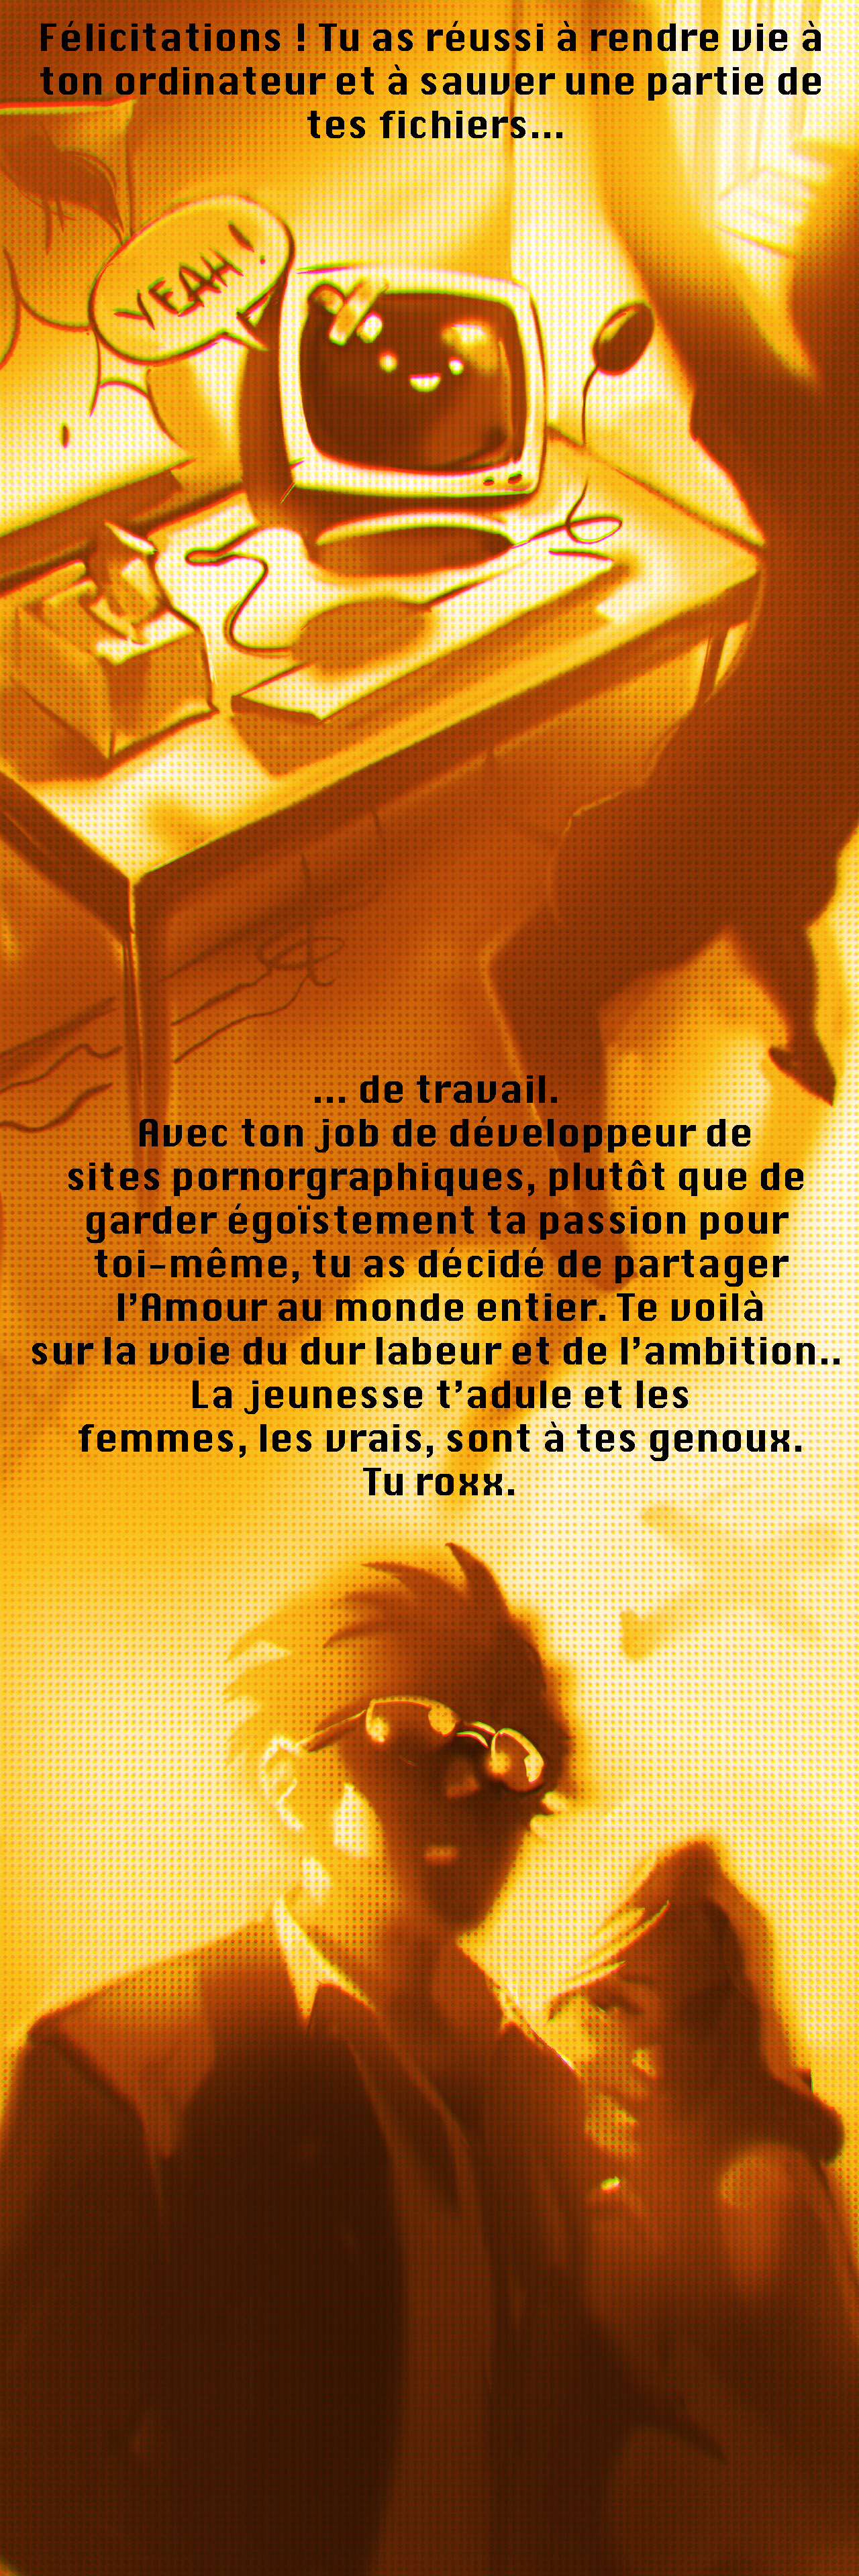 Félicitations ! Tu as réussi à rendre vie à
ton ordinateur et à sauver une partie de
tes fichiers...
YEAH !
... de travail.
Avec ton job de développeur de
sites pornorgraphiques, plutôt que de
garder égoïstement ta passion pour
toi-même, tu as décidé de partager
l'Amour au monde entier. Te voilà
sur la voie du dur labeur et de l'ambition..
La jeunesse t'adule et les
femmes, les vrais, sont à tes genoux.
Tu roxx.